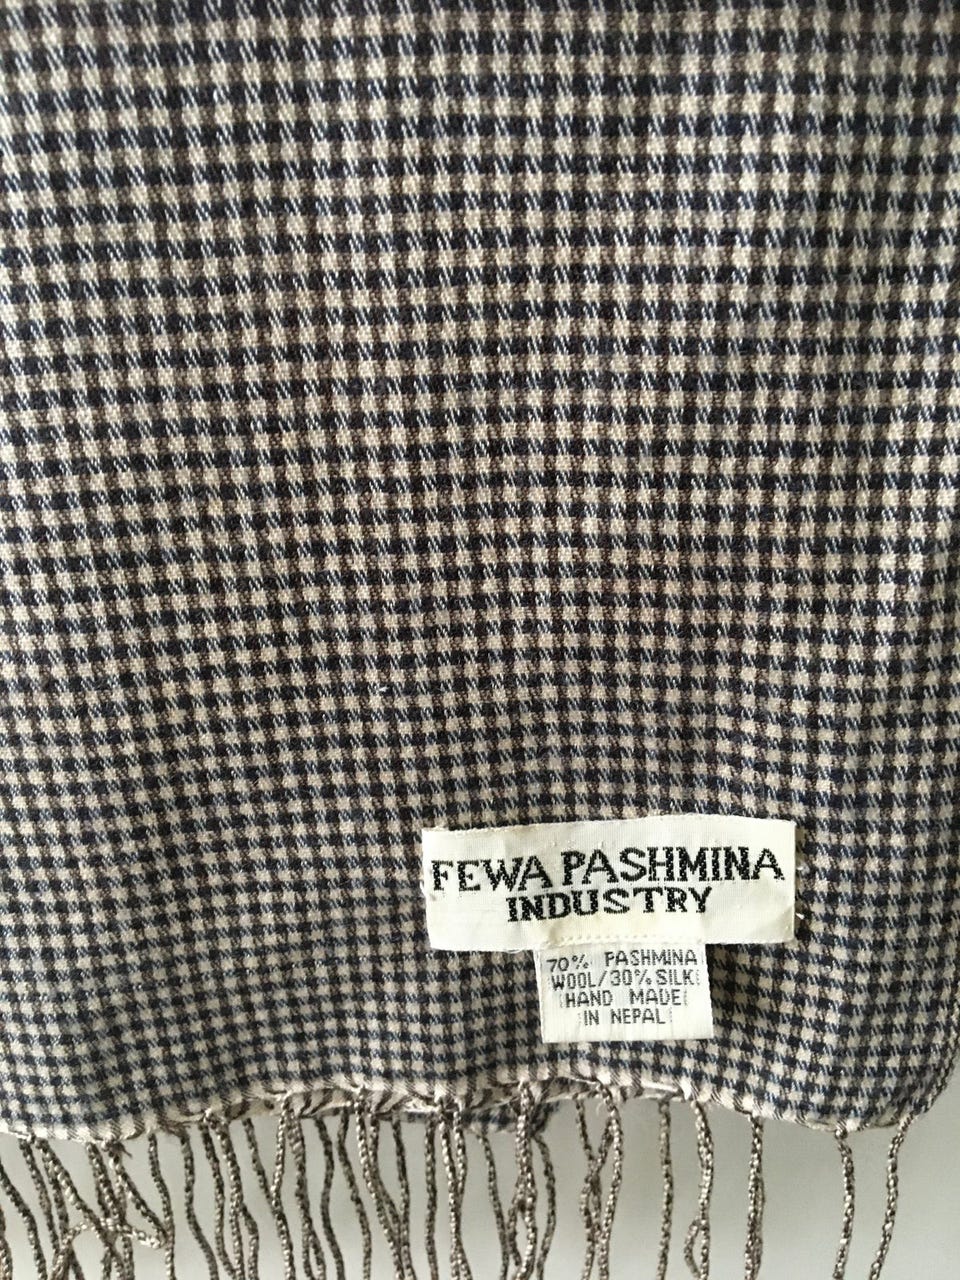 FEWA PASHMINA
INDUSTRY
70% PASHMINA
WOOL/30% SILK
HAND MADE
IN NEPAL